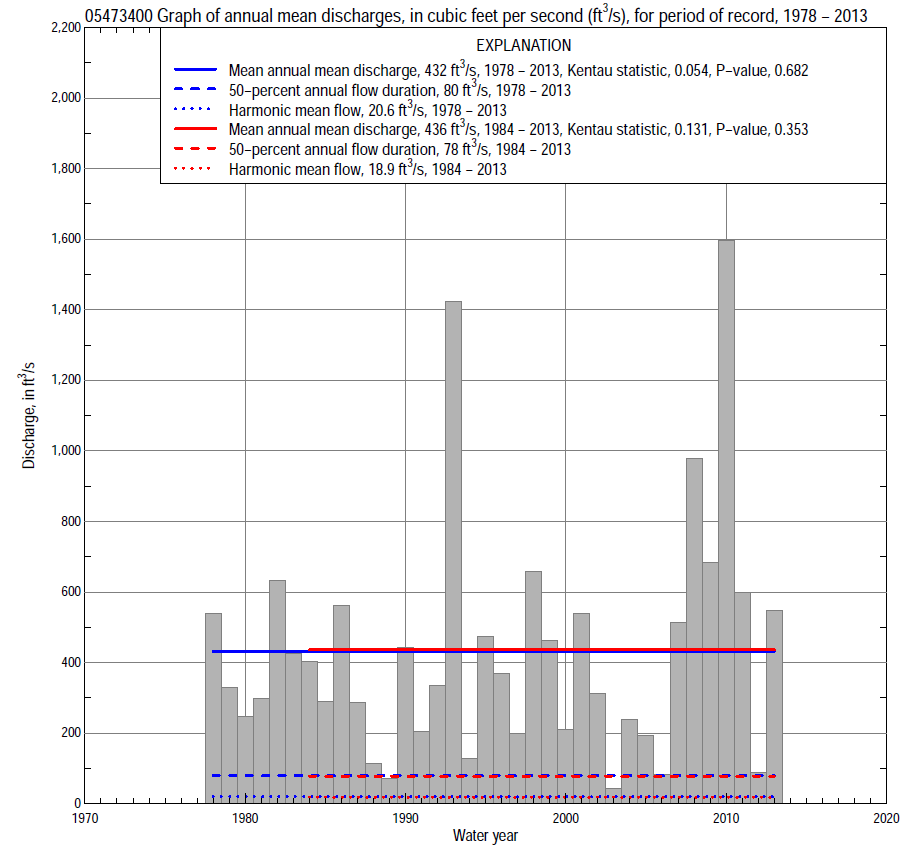 05473400 Graph of annual mean discharges, in cubic feet per second (ft³/s), for period of record, 1978 – 2013
EXPLANATION
Mean annual mean discharge, 432 ft³/s, 1978 – 2013, Kentau statistic, 0.054, P–value, 0.682
50–percent annual flow duration, 80 ft³/s, 1978 – 2013
Harmonic mean flow, 20.6 ft³/s, 1978 – 2013
Mean annual mean discharge, 436 ft³/s, 1984 – 2013, Kentau statistic, 0.131, P–value, 0.353
50–percent annual flow duration, 78 ft³/s, 1984 – 2013
Harmonic mean flow, 18.9 ft³/s, 1984 – 2013
Discharge, in ft³/s
2,200
2,000
1,800
1,600
1,400
1,200
1,000
800
600
400
200
0
1970 1980 1990 2000 2010 2020
Water year